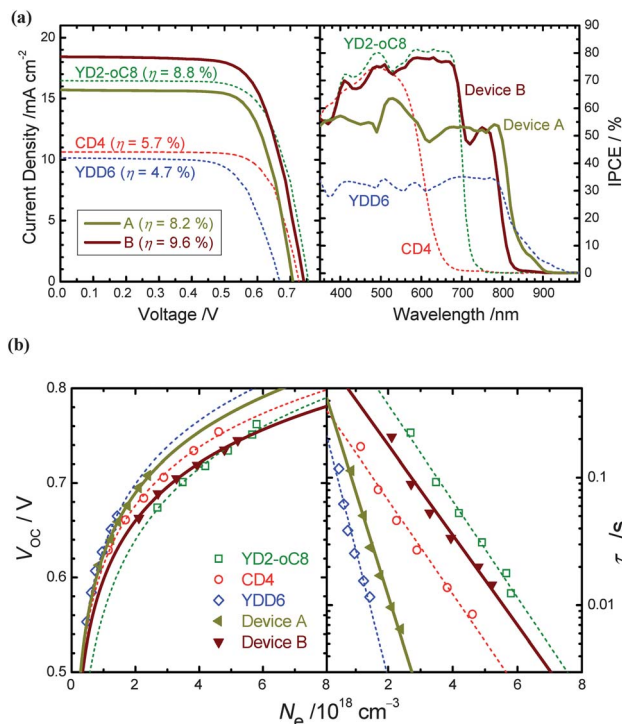 (a)
20
15
10
5
0
Current Density /mA cm⁻²
YD2-oC8 (η = 8.8 %)
CD4 (η = 5.7 %)
YDD6 (η = 4.7 %)
A (η = 8.2 %)
B (η = 9.6 %)
0.0 0.1 0.2 0.3 0.4 0.5 0.6 0.7
Voltage /V
YD2-oC8
Device B
Device A
YDD6
CD4
90
80
70
60
50
40
30
20
10
0
IPCE / %
400 500 600 700 800 900
Wavelength /nm
(b)
0.8
0.7
0.6
0.5
V_OC / V
YD2-oC8
CD4
YDD6
Device A
Device B
0 2 4 6 8 0 2 4 6 8
N_e /10¹⁸ cm⁻³
0.1
0.01